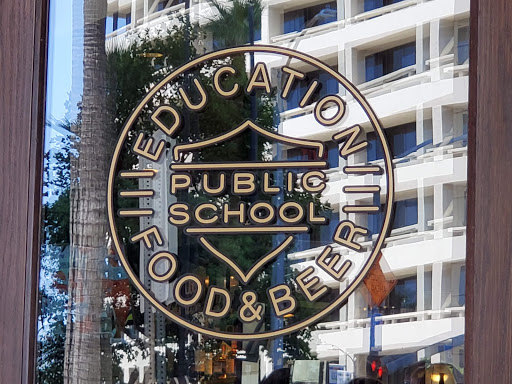 EDUCATION
PUBLIC
SCHOOL
FOOD & BEER